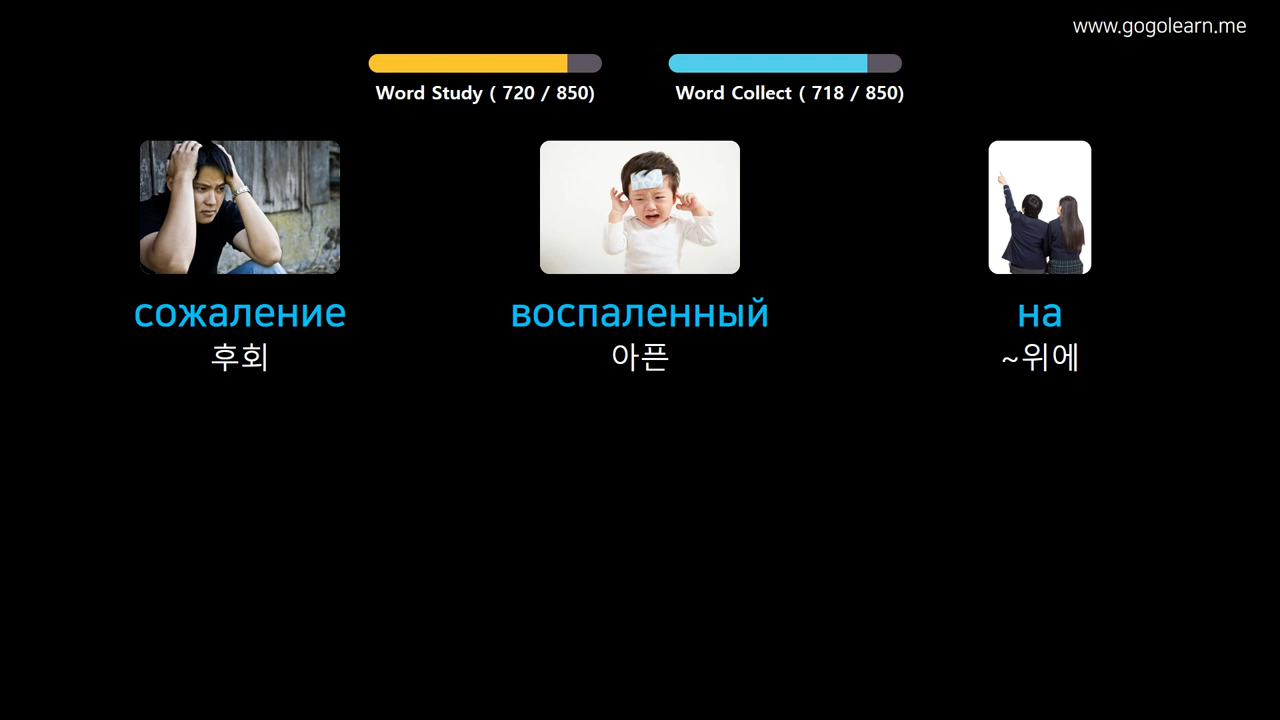 www.gogolearn.me
Word Study ( 720 / 850)
Word Collect ( 718 / 850)
сожаление
후회
воспаленный
아픈
на
~위에